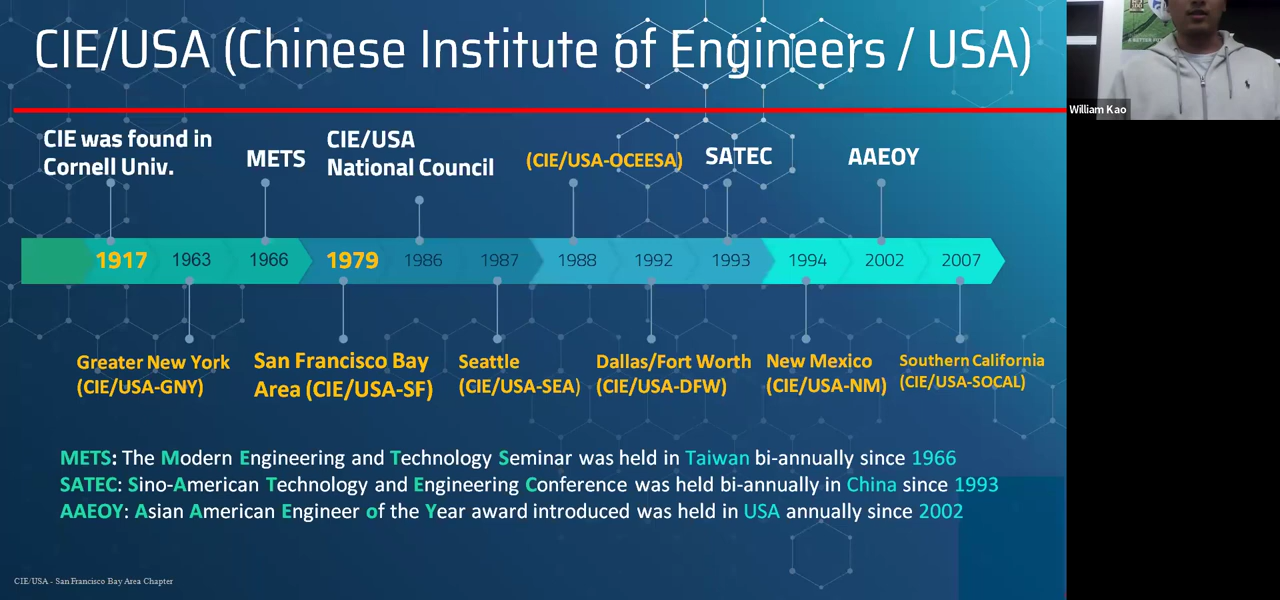 CIE/USA (Chinese Institute of Engineers / USA)
William Kao
CIE was found in
Cornell Univ.
METS
CIE/USA
National Council
(CIE/USA-OCEESA)
SATEC
AAEOY
1917 1963 1966 1979 1986 1987 1988 1992 1993 1994 2002 2007
Greater New York
(CIE/USA-GNY)
San Francisco Bay
Area (CIE/USA-SF)
Seattle
(CIE/USA-SEA)
Dallas/Fort Worth
(CIE/USA-DFW)
New Mexico
(CIE/USA-NM)
Southern California
(CIE/USA-SOCAL)
METS: The Modern Engineering and Technology Seminar was held in Taiwan bi-annually since 1966
SATEC: Sino-American Technology and Engineering Conference was held bi-annually in China since 1993
AAEOY: Asian American Engineer of the Year award introduced was held in USA annually since 2002
CIE/USA - San Francisco Bay Area Chapter